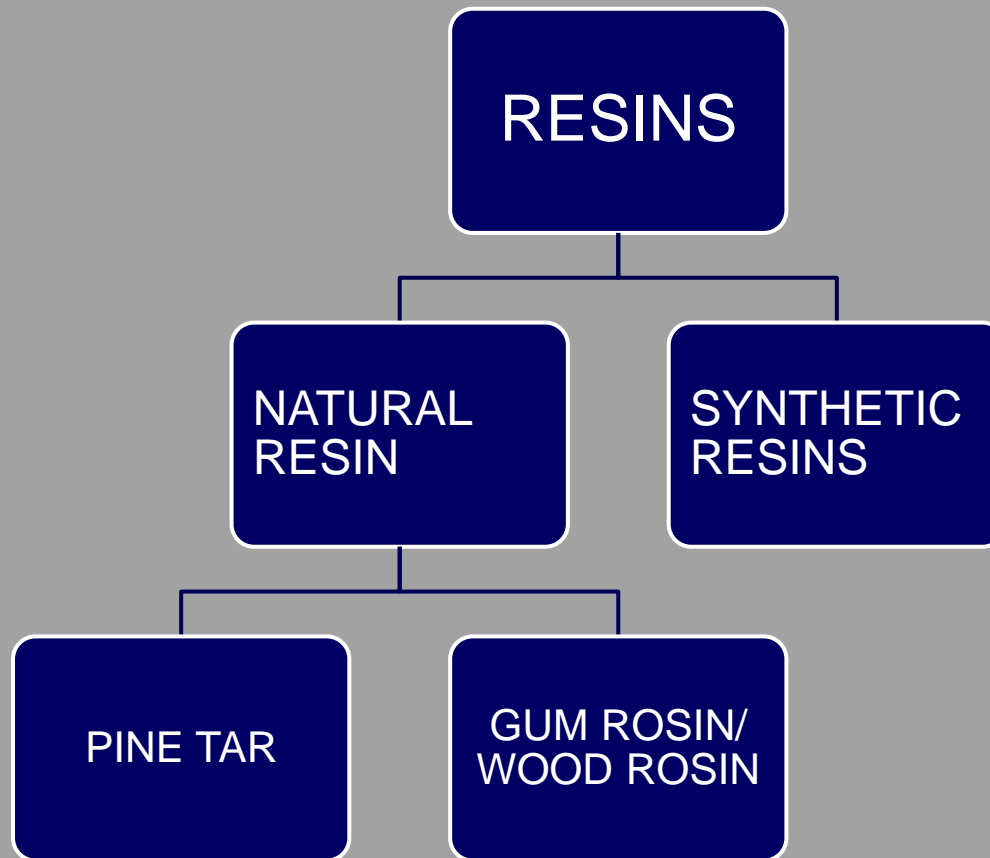 RESINS
NATURAL
RESIN
SYNTHETIC
RESINS
PINE TAR
GUM ROSIN/
WOOD ROSIN